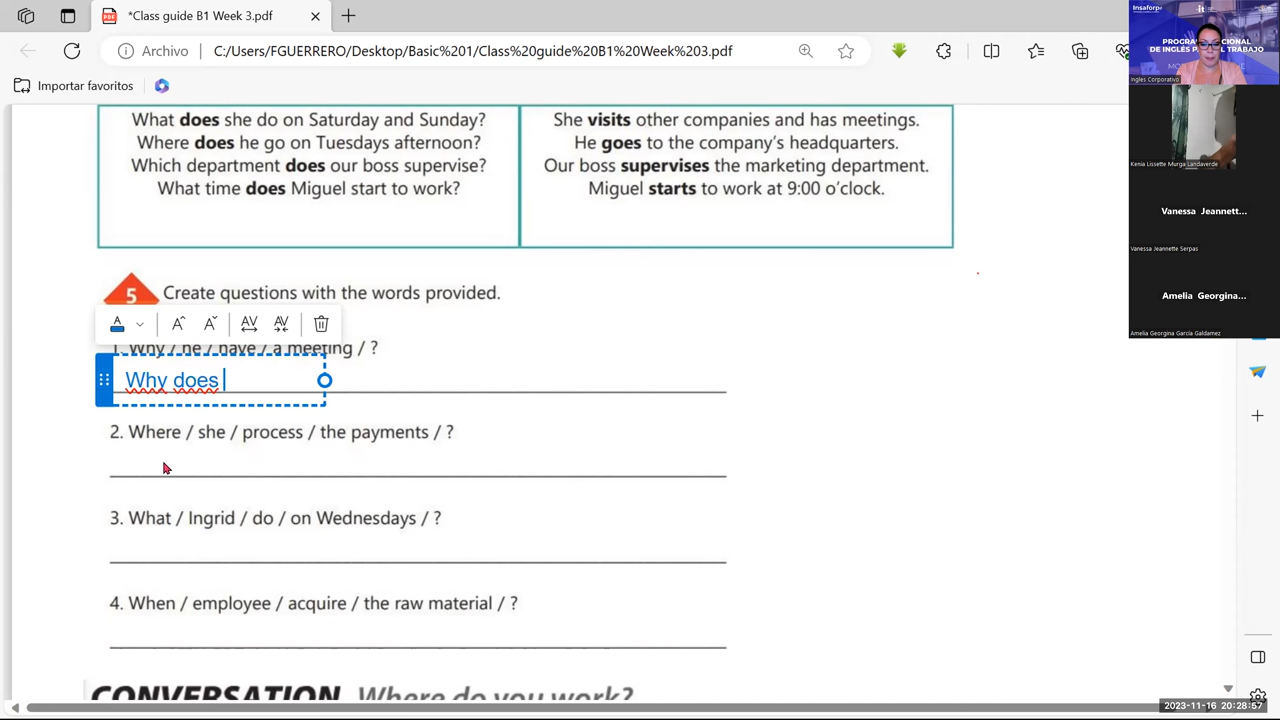 *Class guide B1 Week 3.pdf
Archivo
C:/Users/FGUERRERO/Desktop/Basic%201/Class%20guide%20B1%20Week%203.pdf
Importar favoritos
What does she do on Saturday and Sunday?
Where does he go on Tuesdays afternoon?
Which department does our boss supervise?
What time does Miguel start to work?
She visits other companies and has meetings.
He goes to the company's headquarters.
Our boss supervises the marketing department.
Miguel starts to work at 9:00 o'clock.
5 Create questions with the words provided.
1. Why / he / have / a meeting / ?
Why does
2. Where / she / process / the payments / ?
3. What / Ingrid / do / on Wednesdays / ?
4. When / employee / acquire / the raw material / ?
CONVERSATION Where do you work?
Insaforp
Ingles Corporativo
Kenia Lissette Murga Landaverde
Vanessa Jeannett...
Vanessa Jeannette Serpas
Amelia Georgina...
Amelia Georgina García Galdamez
2023-11-16 20:28:57